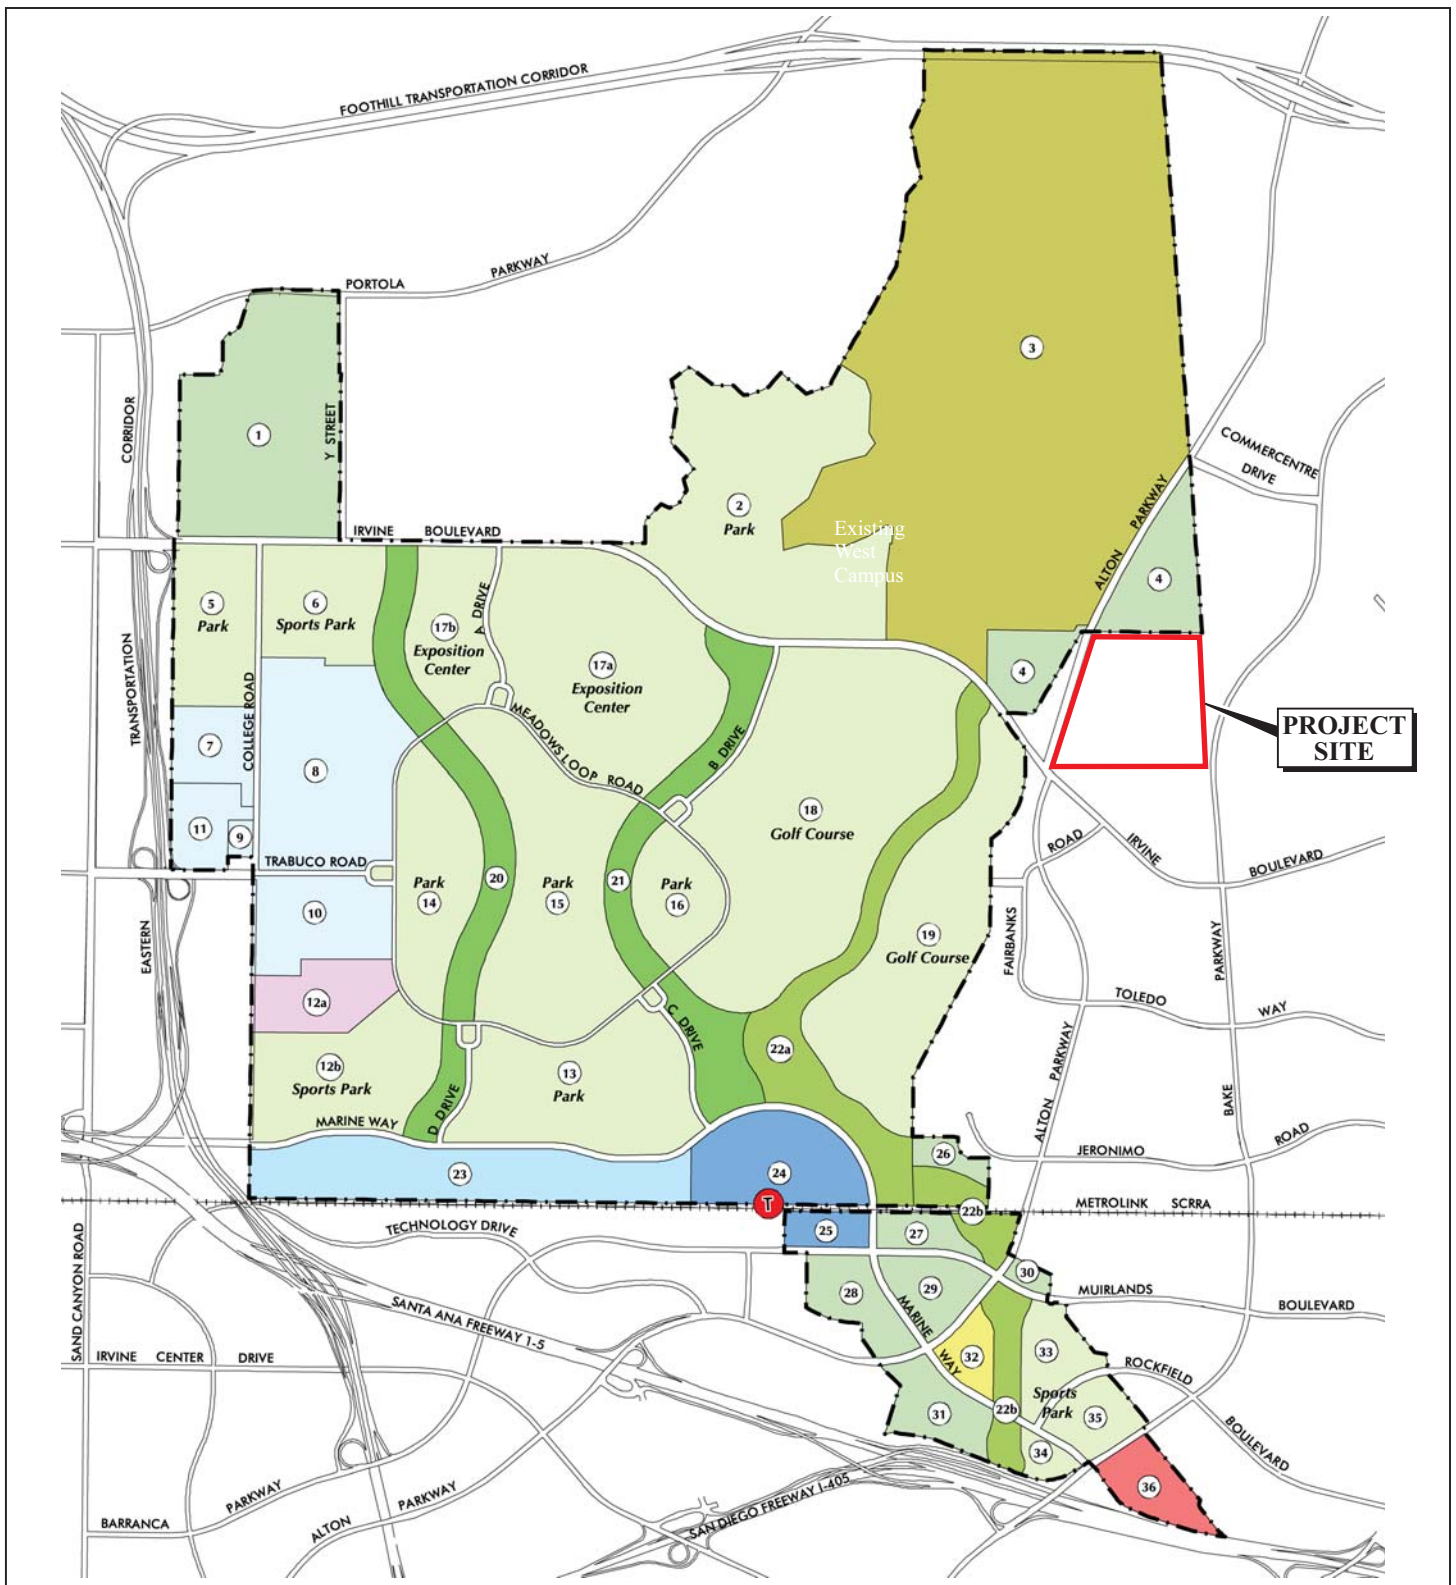 FOOTHILL TRANSPORTATION CORRIDOR
PORTOLA
PARKWAY
3
CORRIDOR
1
Y STREET
COMMERCENTRE
DRIVE
2
Park
PARKWAY
ALTON
Existing
West
Campus
IRVINE
BOULEVARD
4
5
Park
6
Sports Park
17b
Exposition
Center
A DRIVE
17a
Exposition
Center
4
TRANSPORTATION
COLLEGE ROAD
7
8
MEADOWS LOOP ROAD
B DRIVE
PROJECT
SITE
18
Golf Course
11
9
TRABUCO ROAD
ROAD
IRVINE
BOULEVARD
Park
14
20
Park
15
21
Park
16
10
EASTERN
19
Golf Course
FAIRBANKS
PARKWAY
12a
TOLEDO
WAY
C DRIVE
22a
12b
Sports Park
13
Park
ALTON PARKWAY
BAKE
D DRIVE
MARINE WAY
23
24
26
JERONIMO
ROAD
T
METROLINK SCRRA
22b
25
27
TECHNOLOGY DRIVE
SAND CANYON ROAD
30
28
29
MUIRLANDS
BOULEVARD
SANTA ANA FREEWAY 1-5
MARINE
WAY
32
33
ROCKFIELD
IRVINE CENTER DRIVE
Sports
Park
31
22b
35
34
BOULEVARD
36
PARKWAY
PARKWAY
SAN DIEGO FREEWAY I-405
BARRANCA
ALTON